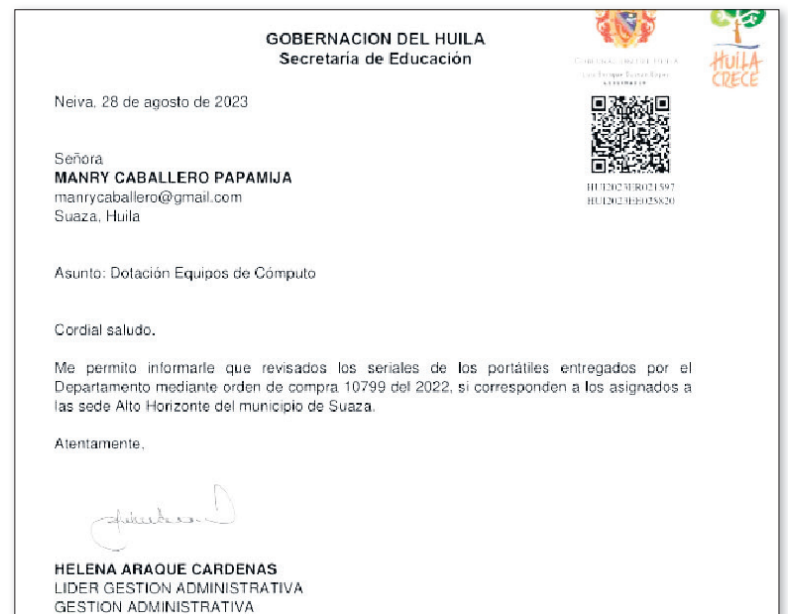 GOBERNACION DEL HUILA
Secretaría de Educación
HUILA
CRECE
Neiva, 28 de agosto de 2023
HUI2023ER021597
HUI2023EE025820
Señora
MANRY CABALLERO PAPAMIJA
manrycaballero@gmail.com
Suaza, Huila
Asunto: Dotación Equipos de Cómputo
Cordial saludo.
Me permito informarle que revisados los seriales de los portátiles entregados por el
Departamento mediante orden de compra 10799 del 2022, si corresponden a los asignados a
las sede Alto Horizonte del municipio de Suaza.
Atentamente,
HELENA ARAQUE CARDENAS
LIDER GESTION ADMINISTRATIVA
GESTION ADMINISTRATIVA